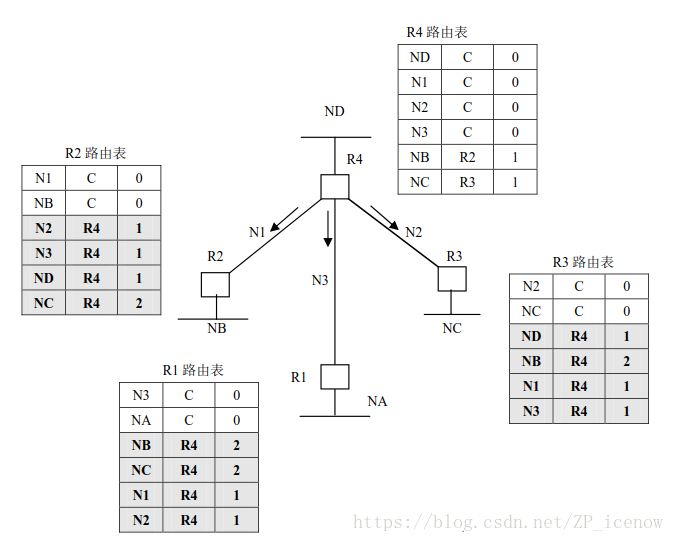 R4 路由表
ND C 0
N1 C 0
N2 C 0
N3 C 0
NB R2 1
NC R3 1
ND
R4
R2 路由表
N1 C 0
NB C 0
N2 R4 1
N3 R4 1
ND R4 1
NC R4 2
N1
N2
R2
R3
N3
NB
NC
R3 路由表
N2 C 0
NC C 0
ND R4 1
NB R4 2
N1 R4 1
N3 R4 1
R1 路由表
N3 C 0
NA C 0
NB R4 2
NC R4 2
N1 R4 1
N2 R4 1
R1
NA
https://blog.csdn.net/ZP_icenow